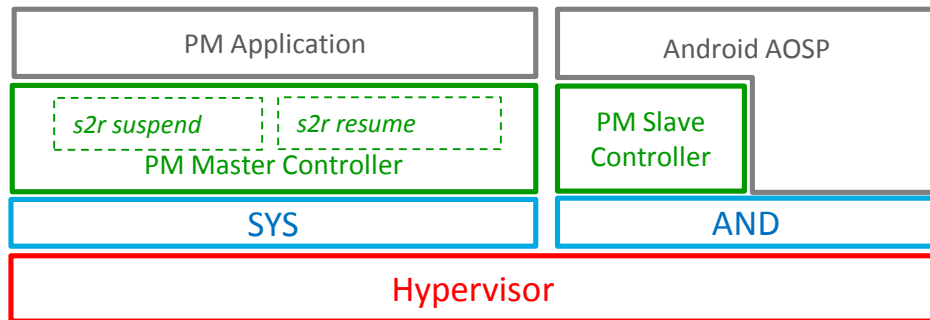 PM Application
Android AOSP
s2r suspend
s2r resume
PM Master Controller
PM Slave
Controller
SYS
AND
Hypervisor